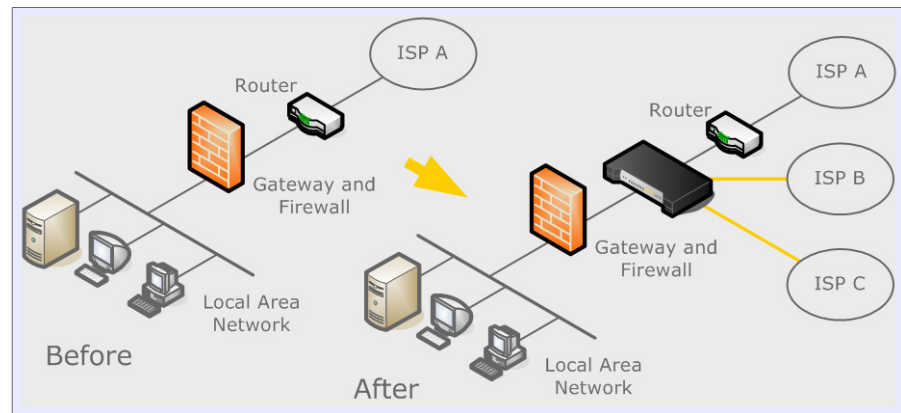 ISP A
Router
Gateway and
Firewall
Local Area
Network
Before
ISP A
Router
ISP B
Gateway and
Firewall
ISP C
Local Area
Network
After